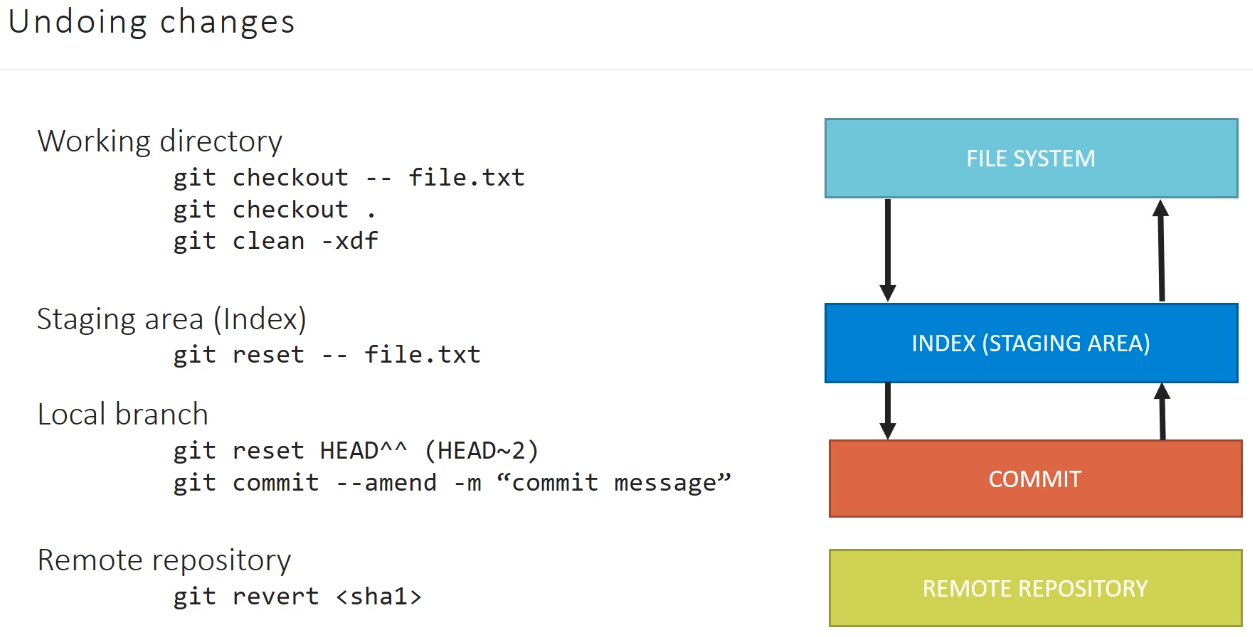 Undoing changes
Working directory
git checkout -- file.txt
git checkout .
git clean -xdf
Staging area (Index)
git reset -- file.txt
Local branch
git reset HEAD^^ (HEAD~2)
git commit --amend -m “commit message”
Remote repository
git revert <sha1>
FILE SYSTEM
INDEX (STAGING AREA)
COMMIT
REMOTE REPOSITORY